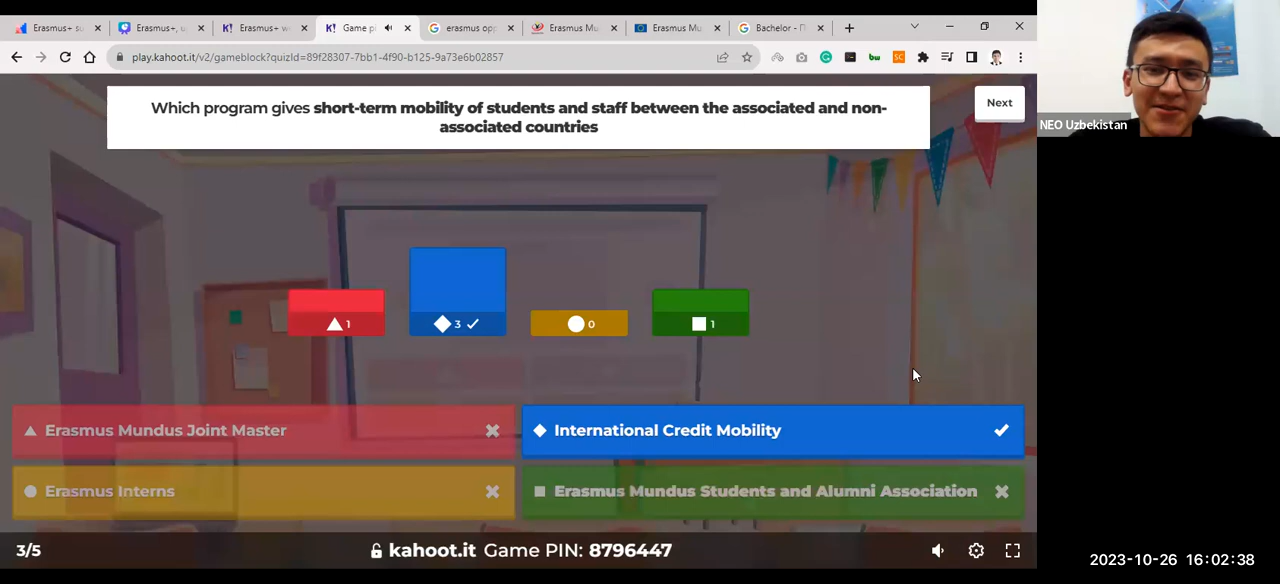 Erasmus+ su
Erasmus+, u
Erasmus+ w
Game pi
erasmus opp
Erasmus Mu
Erasmus Mu
play.kahoot.it/v2/gameblock?quizId=89f28307-7bb1-4f90-b125-9a73e6b02857
Which program gives short-term mobility of students and staff between the associated and non-
associated countries
Next
NEO Uzbekistan
1
3
0
1
Erasmus Mundus Joint Master
International Credit Mobility
Erasmus Interns
Erasmus Mundus Students and Alumni Association
3/5
kahoot.it Game PIN: 8796447
2023-10-26 16:02:38